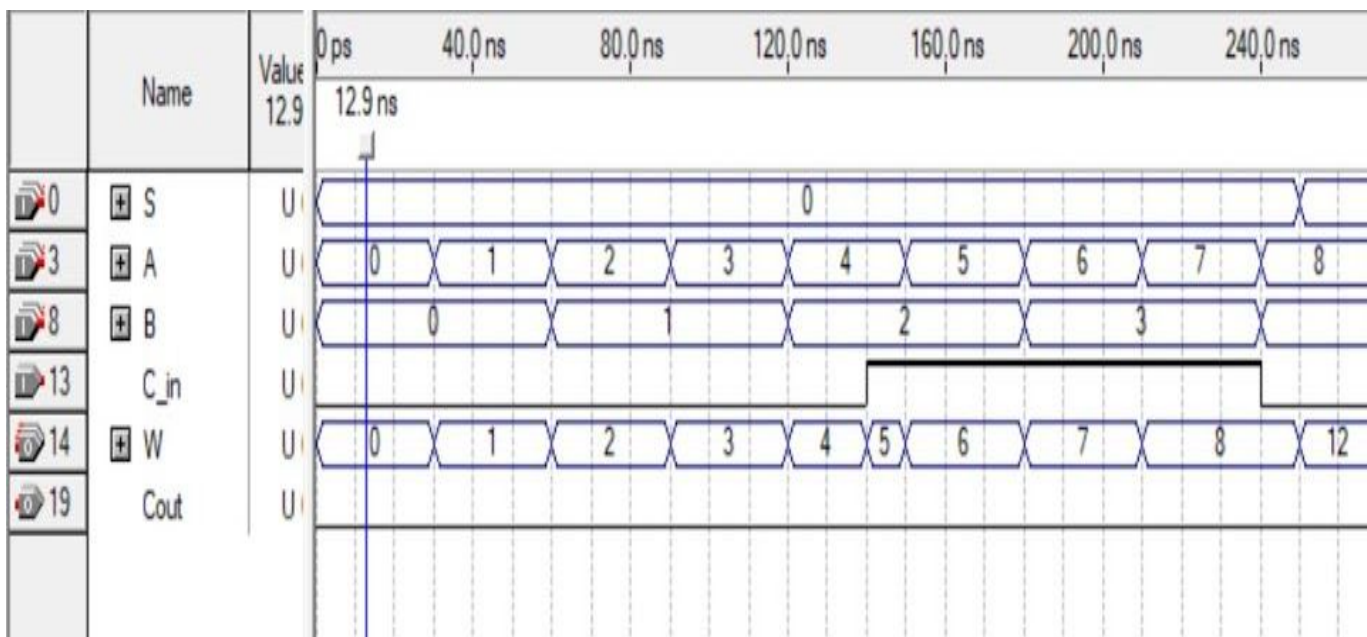 0 ps 40.0 ns 80.0 ns 120.0 ns 160.0 ns 200.0 ns 240.0 ns
Name Value
12.9
12.9 ns
0 S U 0
3 A U 0 1 2 3 4 5 6 7 8
8 B U 0 1 2 3
13 C_in U
14 W U 0 1 2 3 4 5 6 7 8 12
19 Cout U